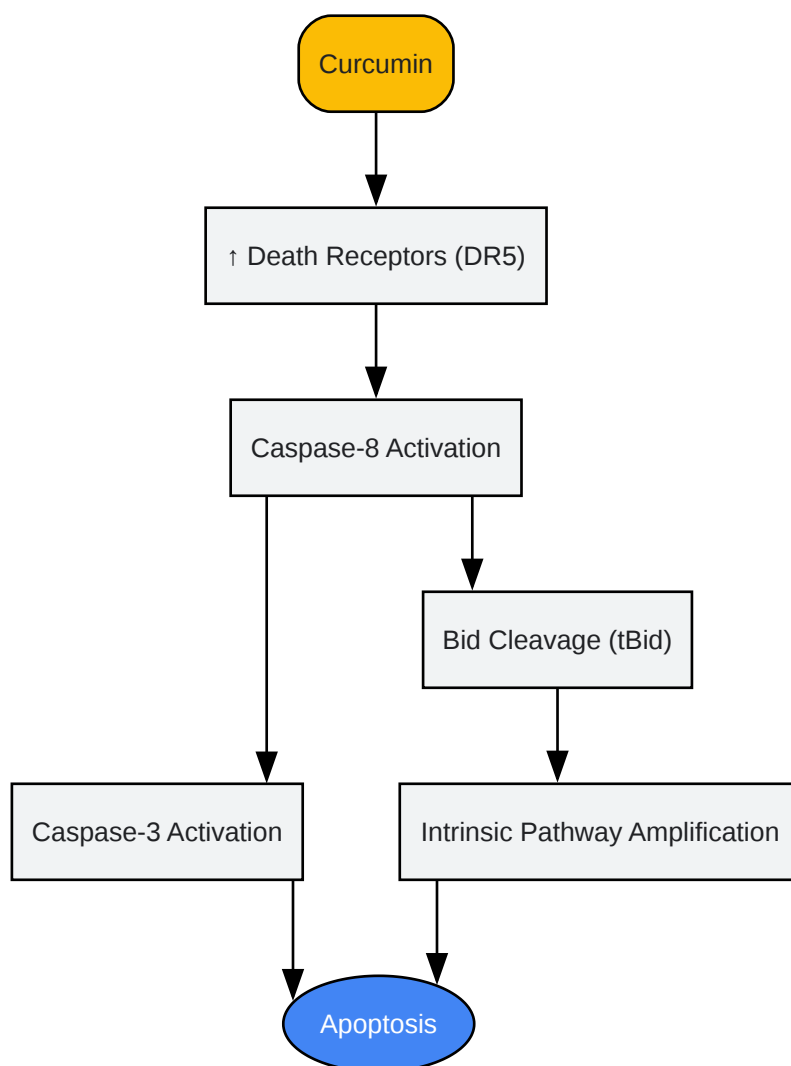 Curcumin
↑ Death Receptors (DR5)
Caspase-8 Activation
Bid Cleavage (tBid)
Caspase-3 Activation
Intrinsic Pathway Amplification
Apoptosis